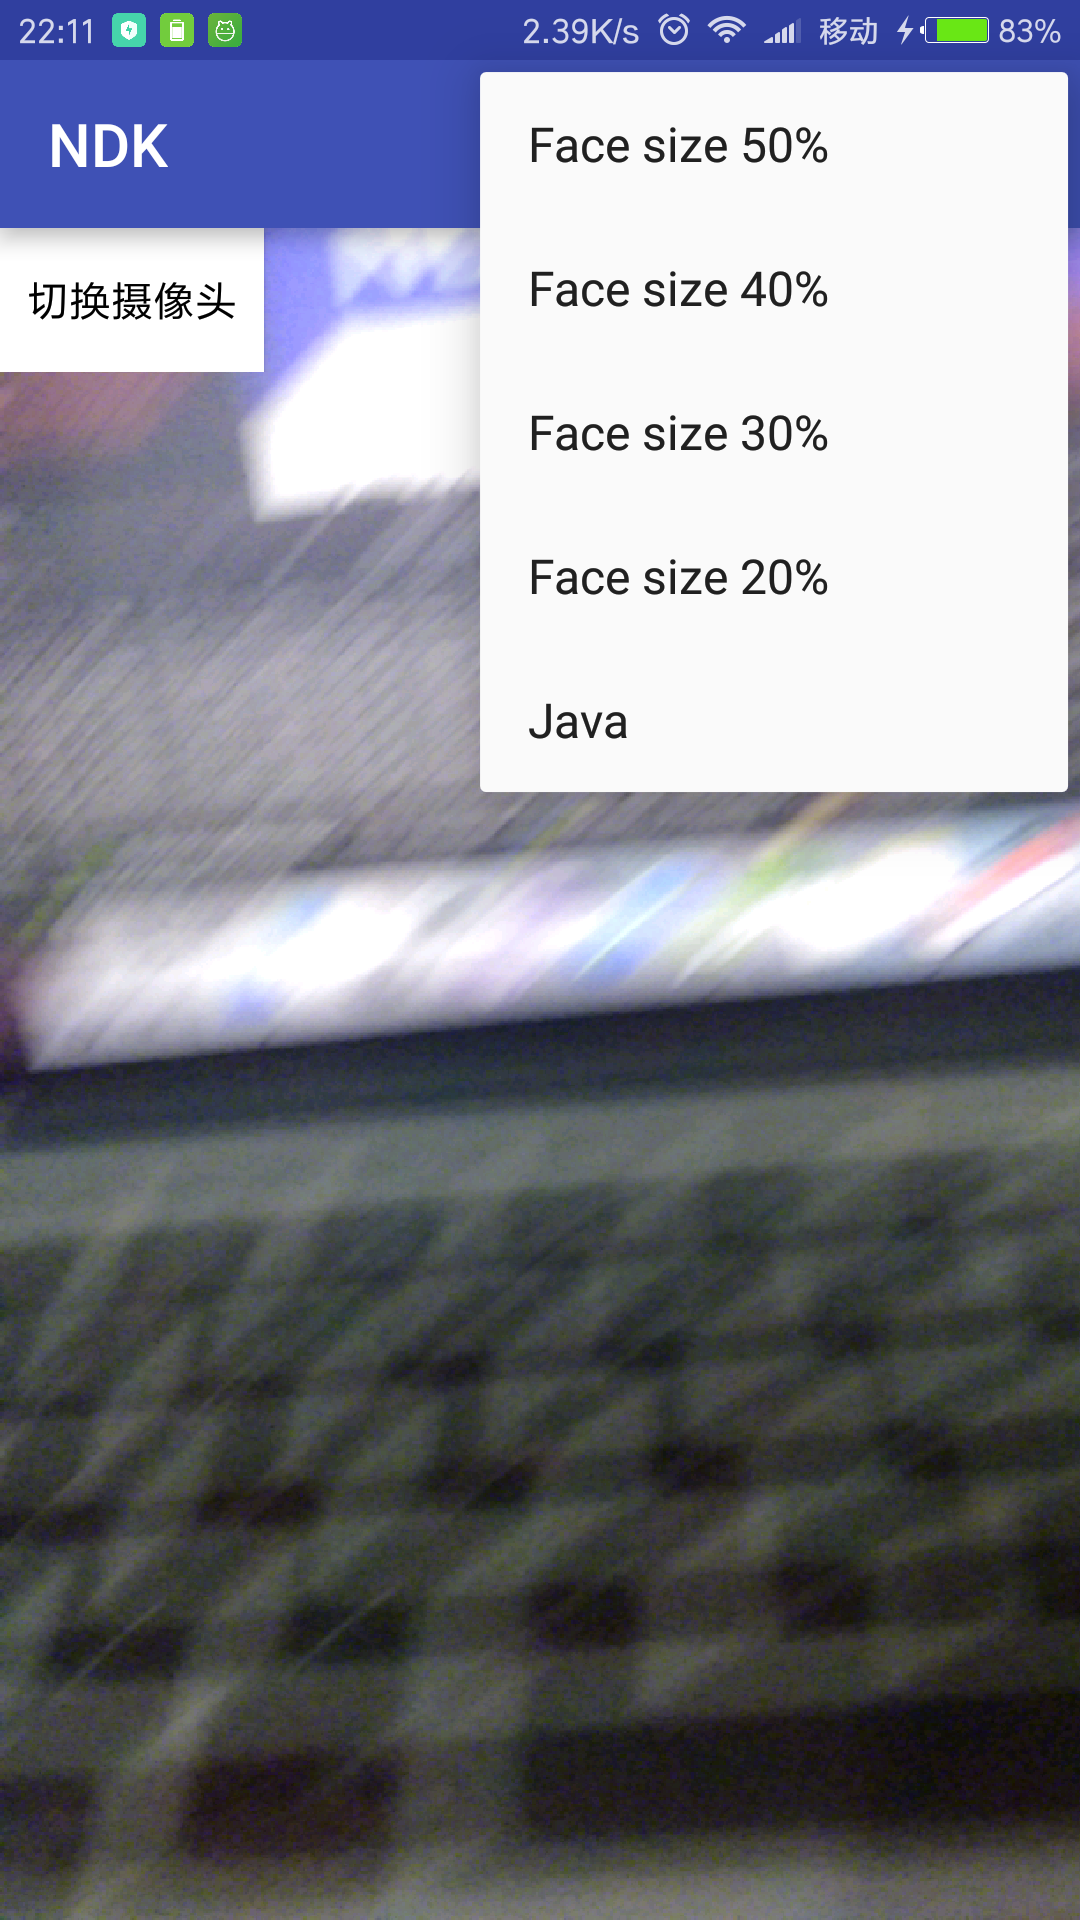 22:11 2.39K/s 移动 83%
NDK
切换摄像头
Face size 50%
Face size 40%
Face size 30%
Face size 20%
Java